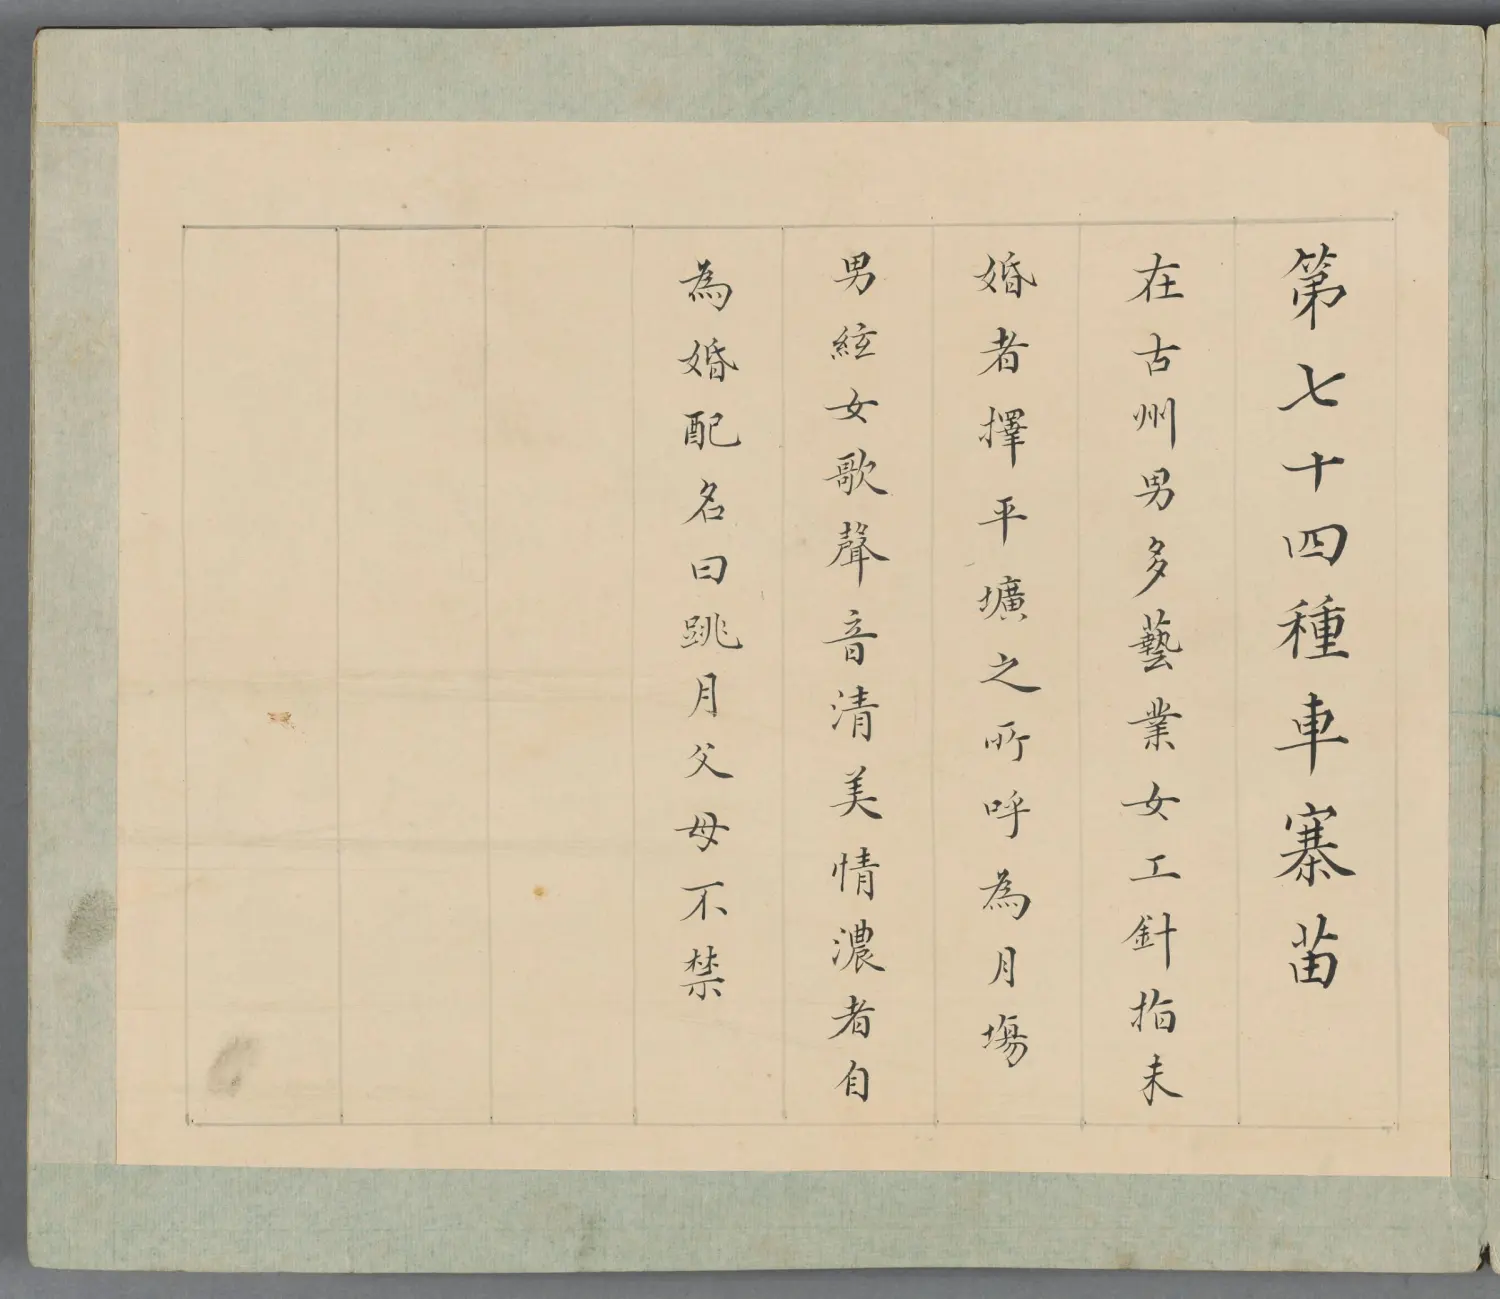 第七十四種車寨苗
在古州男多藝業女工針指未
婚者擇平壙之所呼為月塲
男絃女歌聲音清美情濃者自
為婚配名曰跳月父母不禁